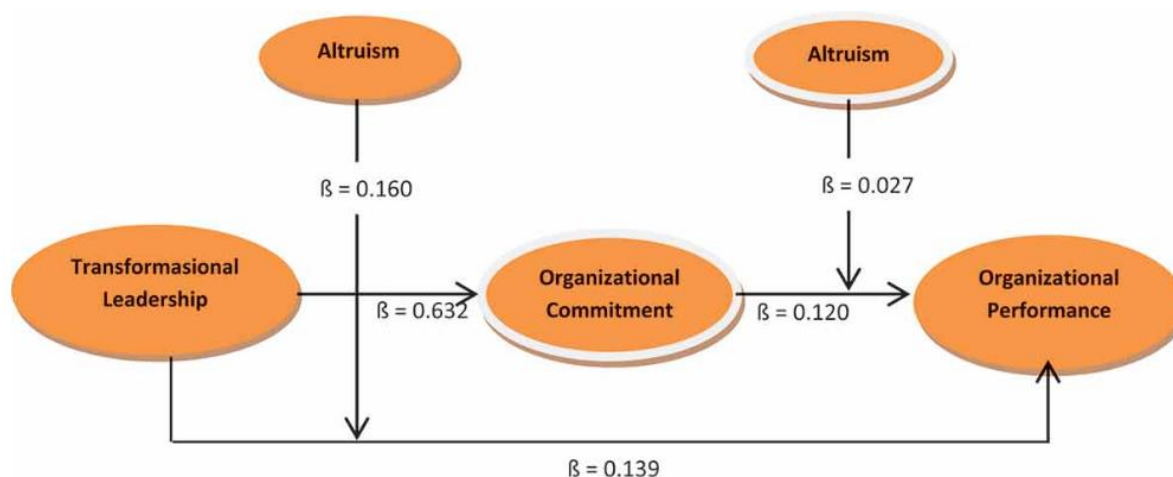 Altruism
Altruism
ß = 0.160
ß = 0.027
Transformasional
Leadership
Organizational
Commitment
Organizational
Performance
ß = 0.632
ß = 0.120
ß = 0.139